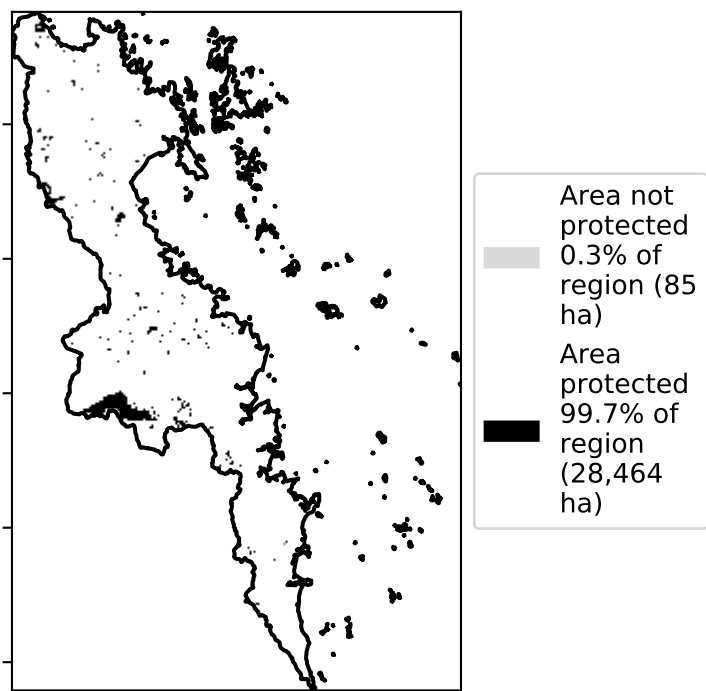 Area not
protected
0.3% of
region (85
ha)
Area
protected
99.7% of
region
(28,464
ha)